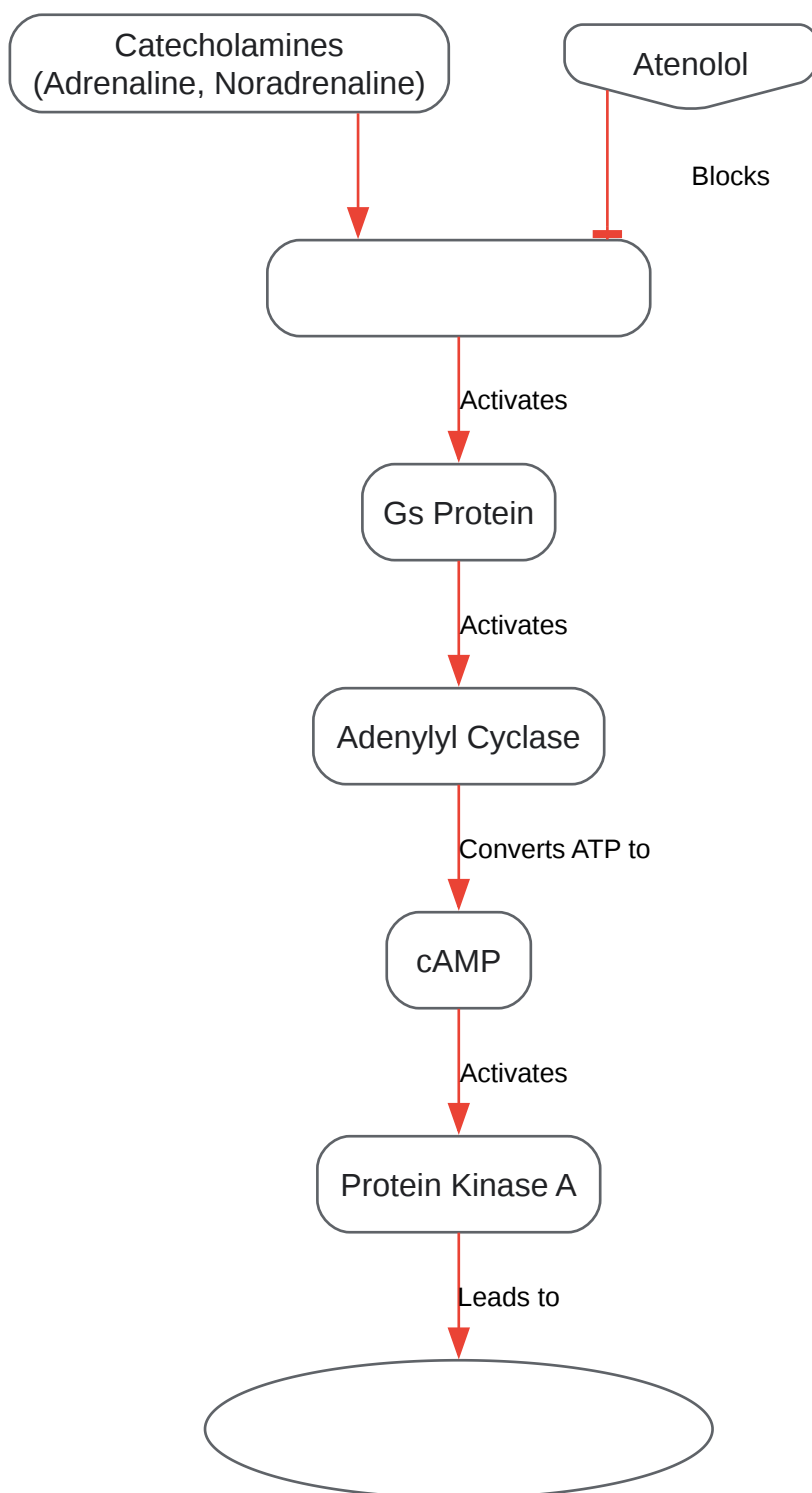 Catecholamines
(Adrenaline, Noradrenaline)
Atenolol
Blocks
Activates
Gs Protein
Activates
Adenylyl Cyclase
Converts ATP to
cAMP
Activates
Protein Kinase A
Leads to